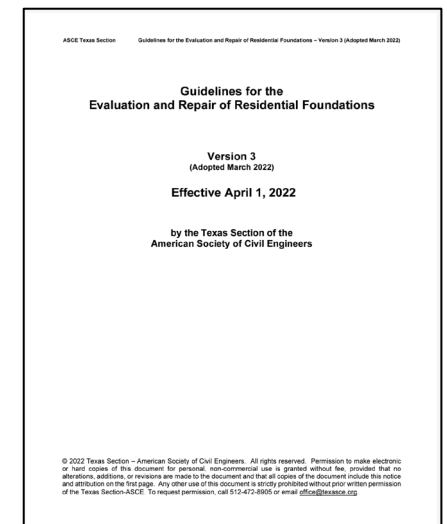 ASCE Texas Section Guidelines for the Evaluation and Repair of Residential Foundations – Version 3 (Adopted March 2022)
Guidelines for the
Evaluation and Repair of Residential Foundations
Version 3
(Adopted March 2022)
Effective April 1, 2022
by the Texas Section of the
American Society of Civil Engineers
© 2022 Texas Section – American Society of Civil Engineers. All rights reserved. Permission to make electronic
or hard copies of this document for personal, non-commercial use is granted without fee, provided that no
alterations, additions, or revisions are made to the document and that all copies of the document include this notice
and attribution on the first page. Any other use of this document is strictly prohibited without prior written permission
of the Texas Section-ASCE. To request permission, call 512-472-8905 or email office@texasce.org.